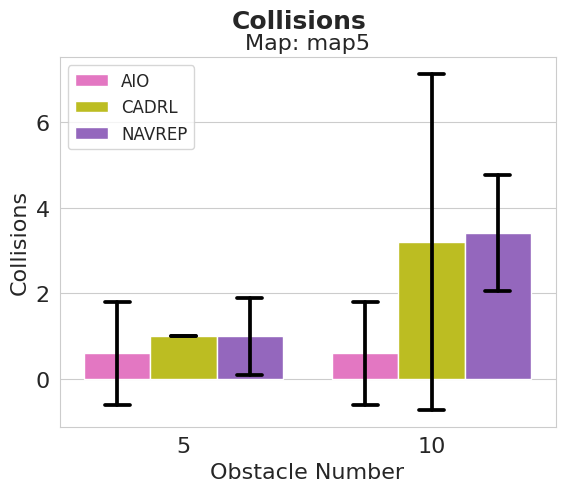 Collisions
Map: map5
AIO
CADRL
NAVREP
Collisions
6
4
2
0
5
10
Obstacle Number